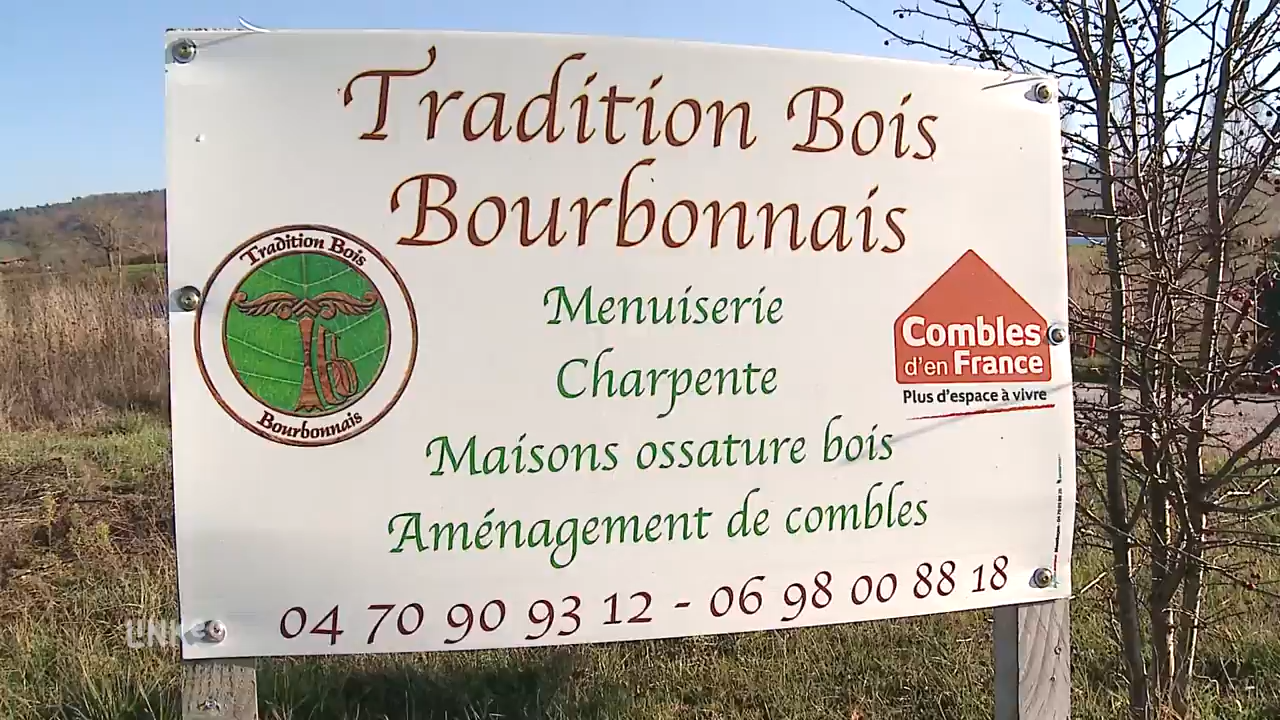 Tradition Bois
Bourbonnais
Tradition Bois
Bourbonnais
Menuiserie
Charpente
Maisons ossature bois
Aménagement de combles
Combles
d'en France
Plus d'espace à vivre
04 70 90 93 12 - 06 98 00 88 18